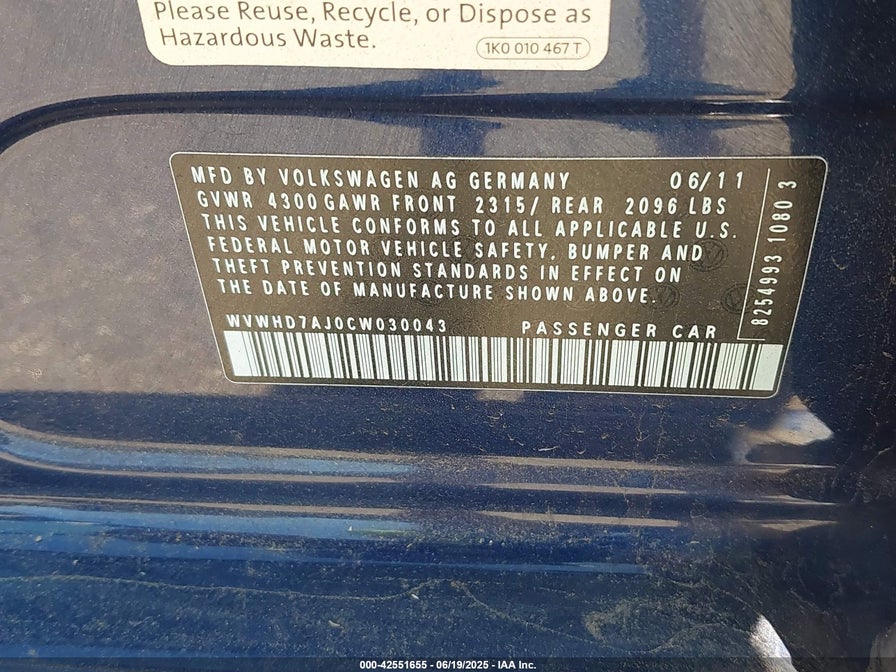 Please Reuse, Recycle, or Dispose as
Hazardous Waste.
1K0 010 467 T
MFD BY VOLKSWAGEN AG GERMANY 06/11
GVWR 4300 GAWR FRONT 2315/ REAR 2096 LBS
THIS VEHICLE CONFORMS TO ALL APPLICABLE U.S.
FEDERAL MOTOR VEHICLE SAFETY, BUMPER AND
THEFT PREVENTION STANDARDS IN EFFECT ON
THE DATE OF MANUFACTURE SHOWN ABOVE.
WVWHD7AJ0CW030043 PASSENGER CAR
8254993 1080 3
000-42551655 - 06/19/2025 - IAA Inc.